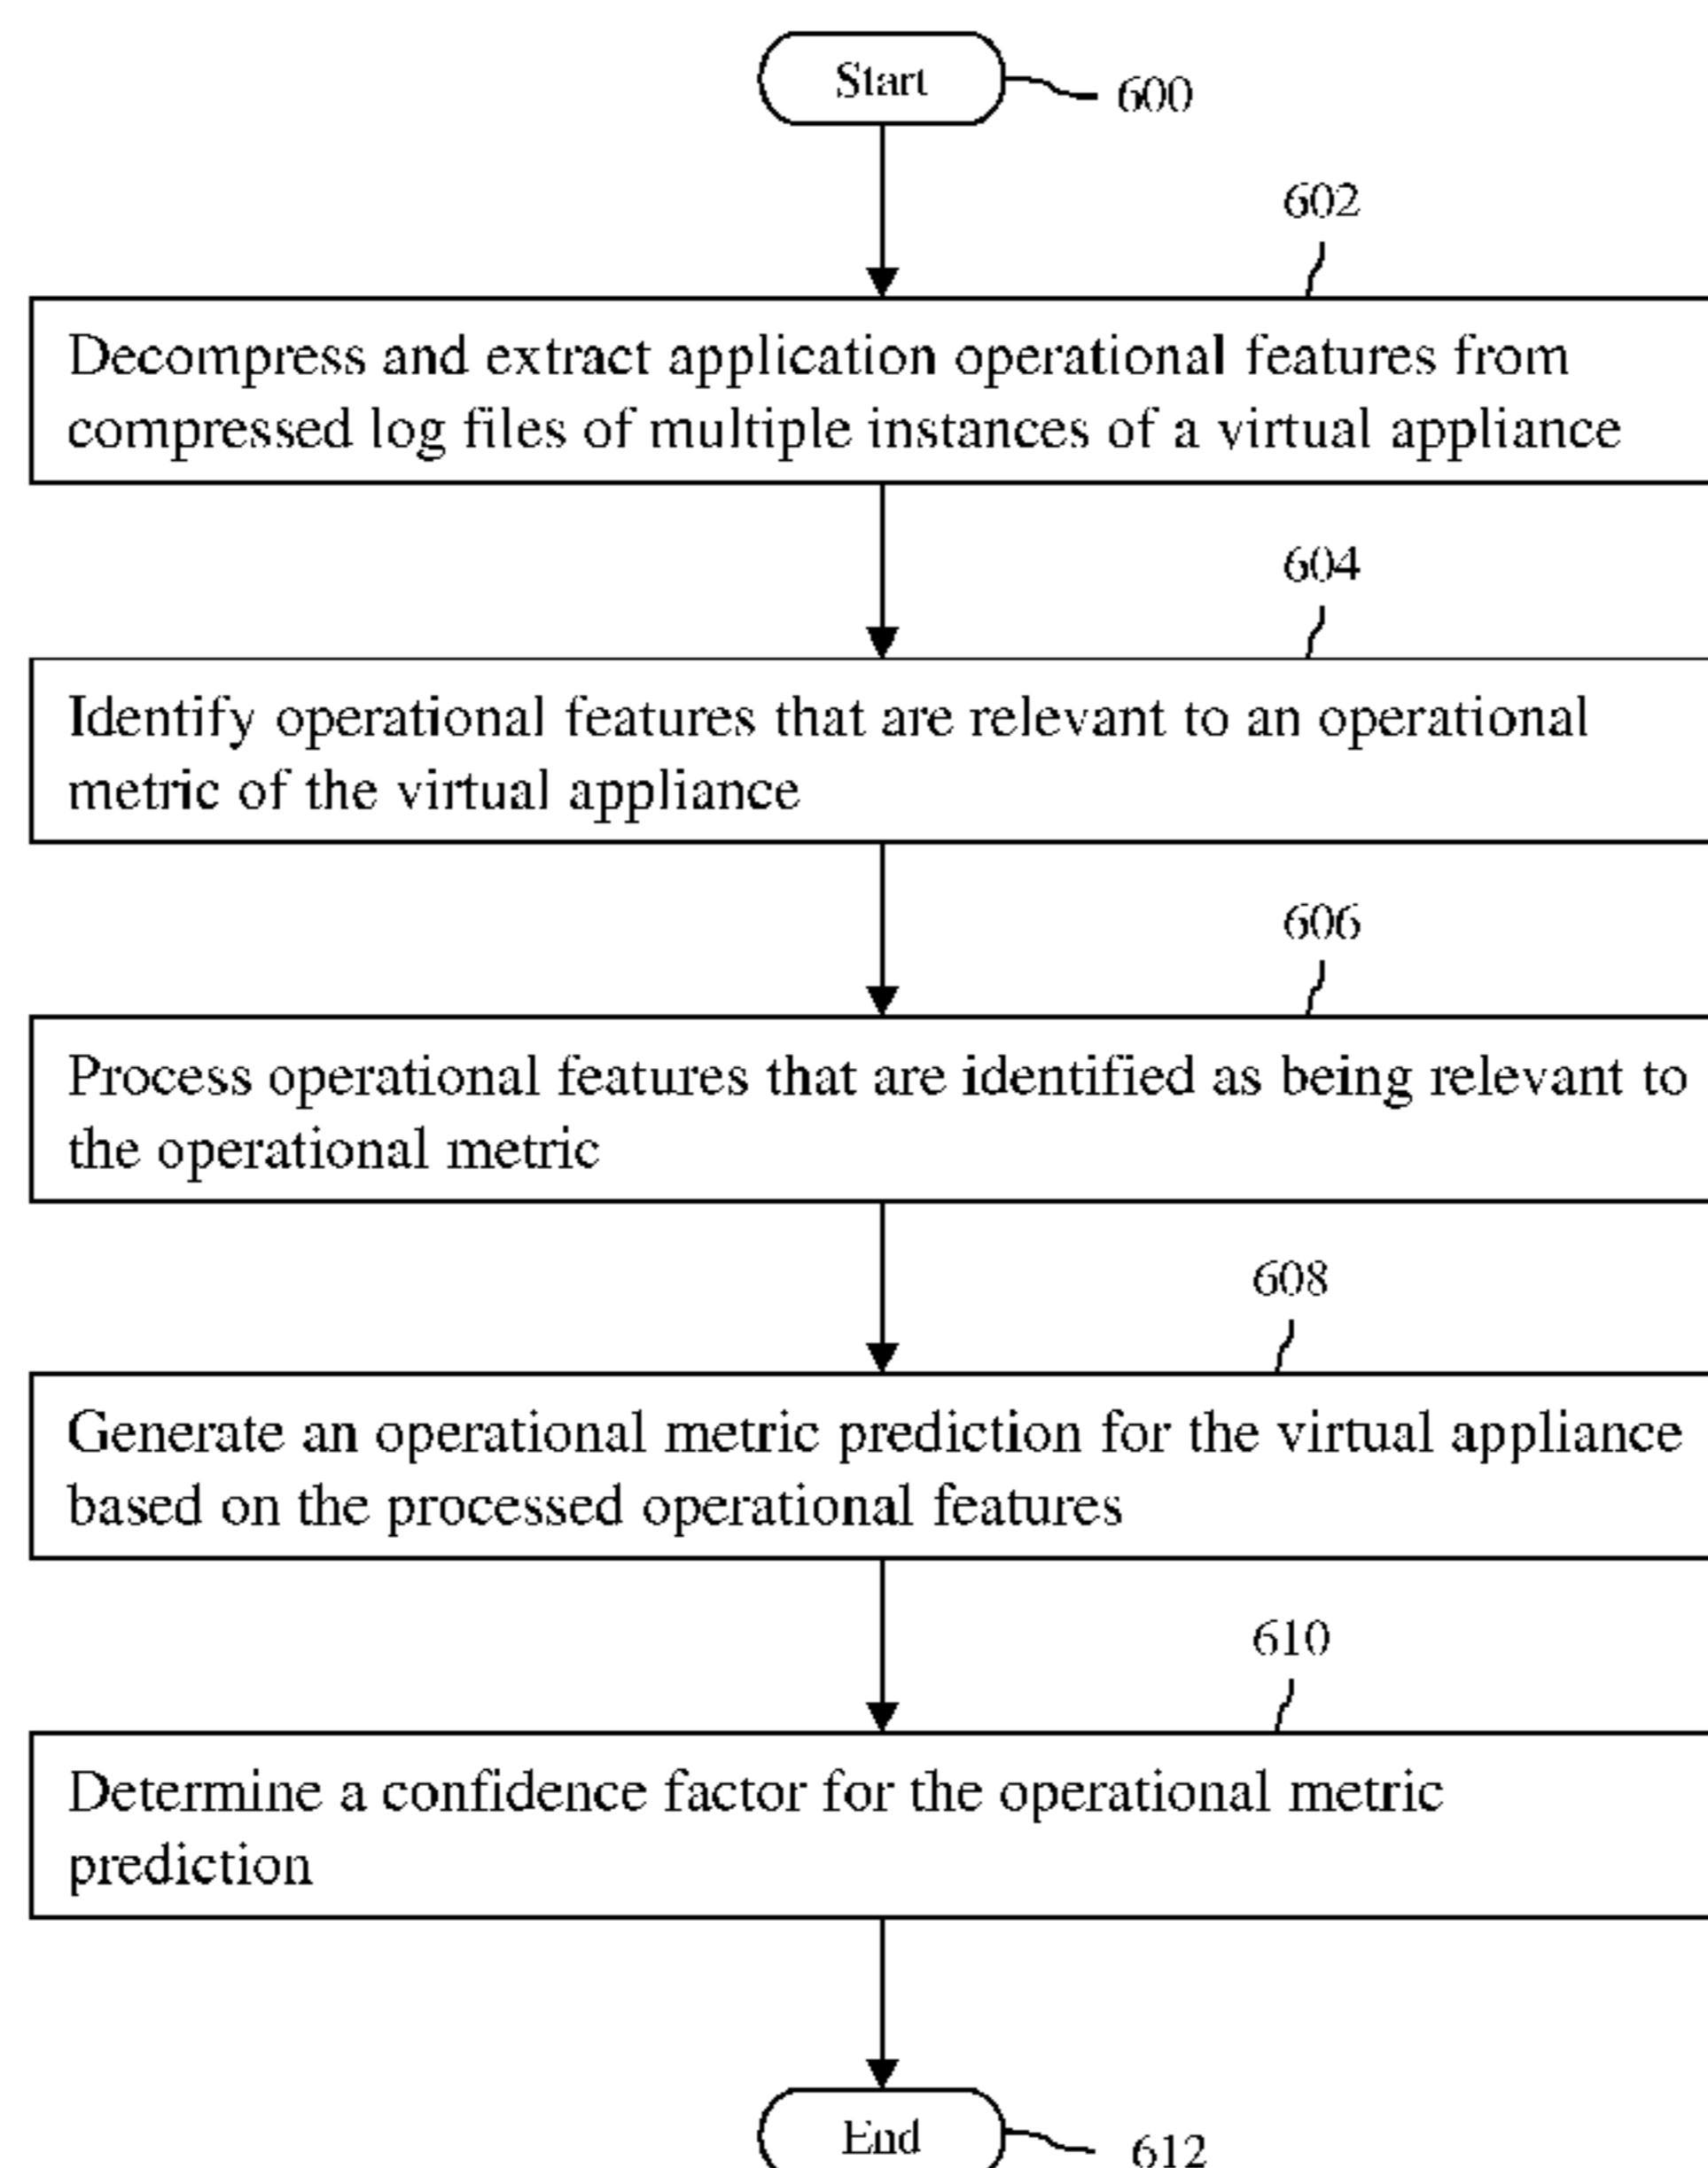 Start
600
602
Decompress and extract application operational features from
compressed log files of multiple instances of a virtual appliance
604
Identify operational features that are relevant to an operational
metric of the virtual appliance
606
Process operational features that are identified as being relevant to
the operational metric
608
Generate an operational metric prediction for the virtual appliance
based on the processed operational features
610
Determine a confidence factor for the operational metric
prediction
End
612